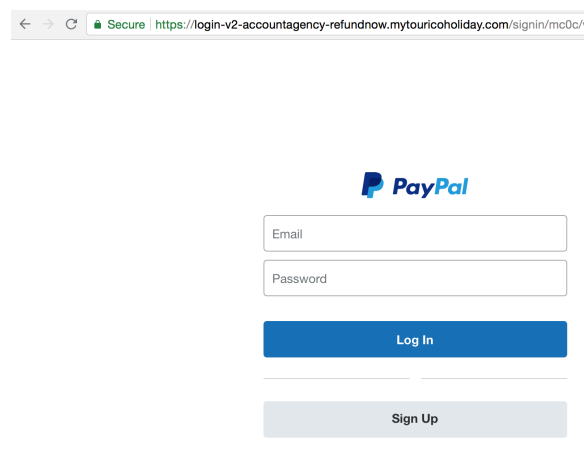 Secure https://login-v2-accountagency-refundnow.mytouricoholiday.com/signin/mc0c/
PayPal
Email
Password
Log In
Sign Up